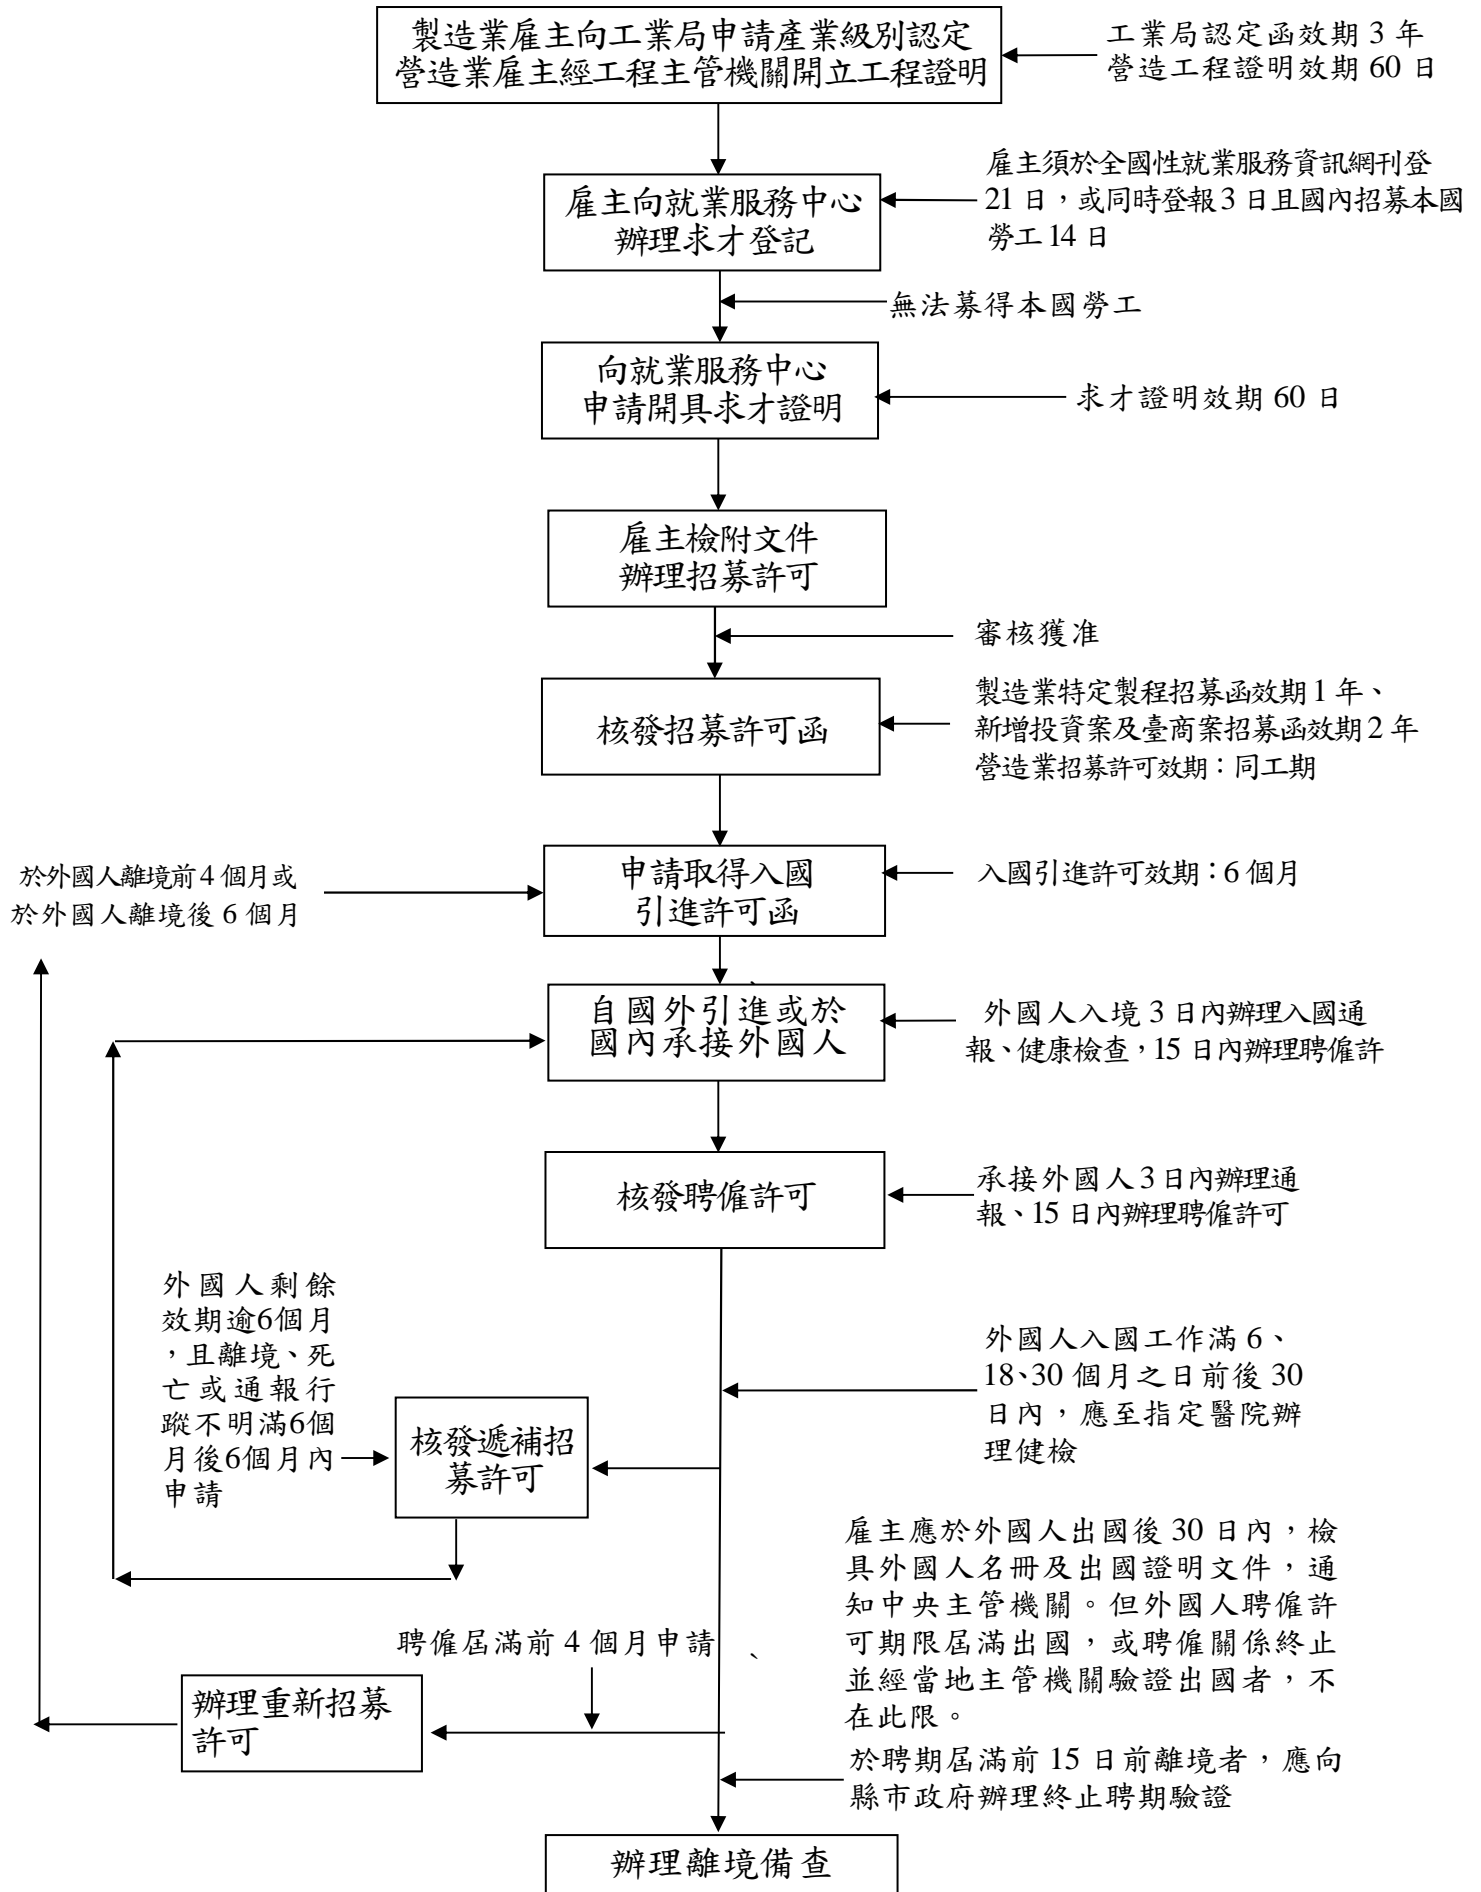 製造業雇主向工業局申請產業級別認定
營造業雇主經工程主管機關開立工程證明
工業局認定函效期 3 年
營造工程證明效期 60 日
雇主向就業服務中心
辦理求才登記
雇主須於全國性就業服務資訊網刊登
21 日，或同時登報 3 日且國內招募本國
勞工 14 日
無法募得本國勞工
向就業服務中心
申請開具求才證明
求才證明效期 60 日
雇主檢附文件
辦理招募許可
審核獲准
核發招募許可函
製造業特定製程招募函效期 1 年、
新增投資案及臺商案招募函效期 2 年
營造業招募許可效期：同工期
於外國人離境前 4 個月或
於外國人離境後 6 個月
申請取得入國
引進許可函
入國引進許可效期：6 個月
自國外引進或於
國內承接外國人
外國人入境 3 日內辦理入國通
報、健康檢查，15 日內辦理聘僱許
核發聘僱許可
承接外國人 3 日內辦理通
報、15 日內辦理聘僱許可
外國人剩餘
效期逾6個月
，且離境、死
亡或通報行
蹤不明滿6個
月後6個月內
申請
核發遞補招
募許可
外國人入國工作滿 6、
18、30 個月之日前後 30
日內，應至指定醫院辦
理健檢
雇主應於外國人出國後 30 日內，檢
具外國人名冊及出國證明文件，通
知中央主管機關。但外國人聘僱許
可期限屆滿出國，或聘僱關係終止
並經當地主管機關驗證出國者，不
在此限。
聘僱屆滿前 4 個月申請
、
辦理重新招募
許可
於聘期屆滿前 15 日前離境者，應向
縣市政府辦理終止聘期驗證
辦理離境備查